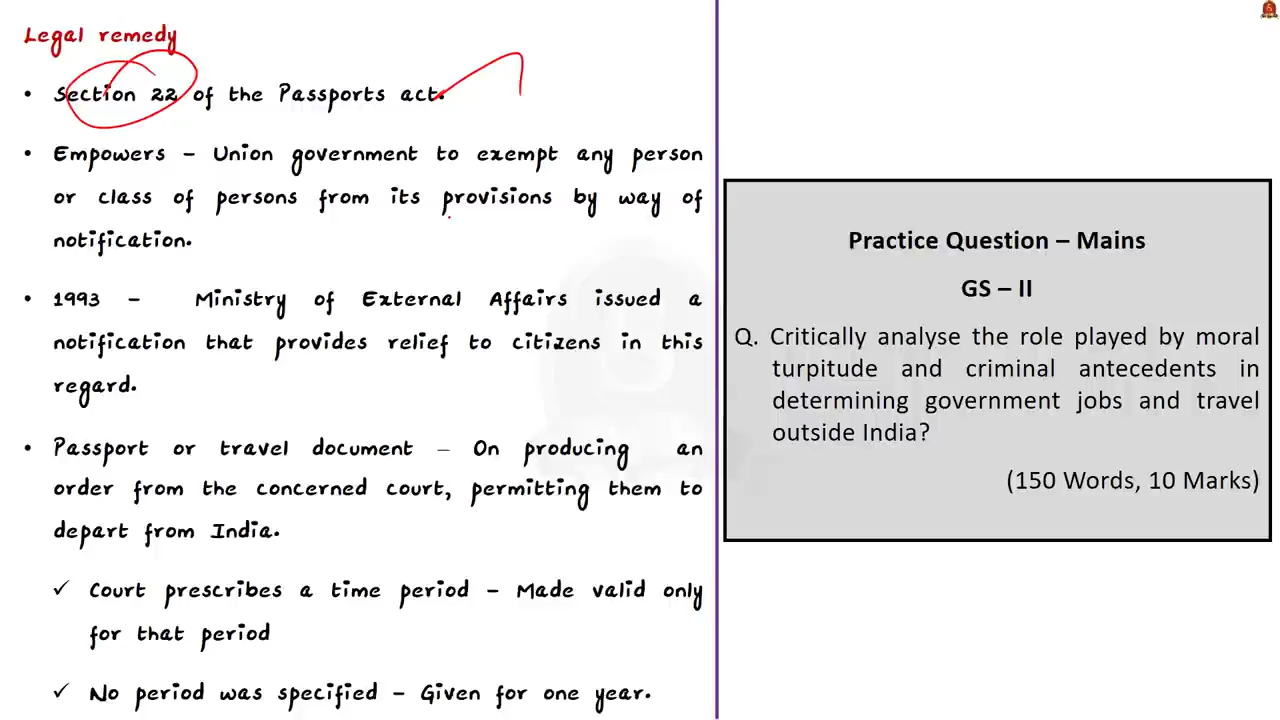 Legal remedy
• Section 22 of the Passports act.
• Empowers – Union government to exempt any person
or class of persons from its provisions by way of
notification.
• 1993 – Ministry of External Affairs issued a
notification that provides relief to citizens in this
regard.
• Passport or travel document – On producing an
order from the concerned court, permitting them to
depart from India.
✓ Court prescribes a time period – Made valid only
for that period
✓ No period was specified – Given for one year.
Practice Question – Mains
GS – II
Q. Critically analyse the role played by moral
turpitude and criminal antecedents in
determining government jobs and travel
outside India?
(150 Words, 10 Marks)